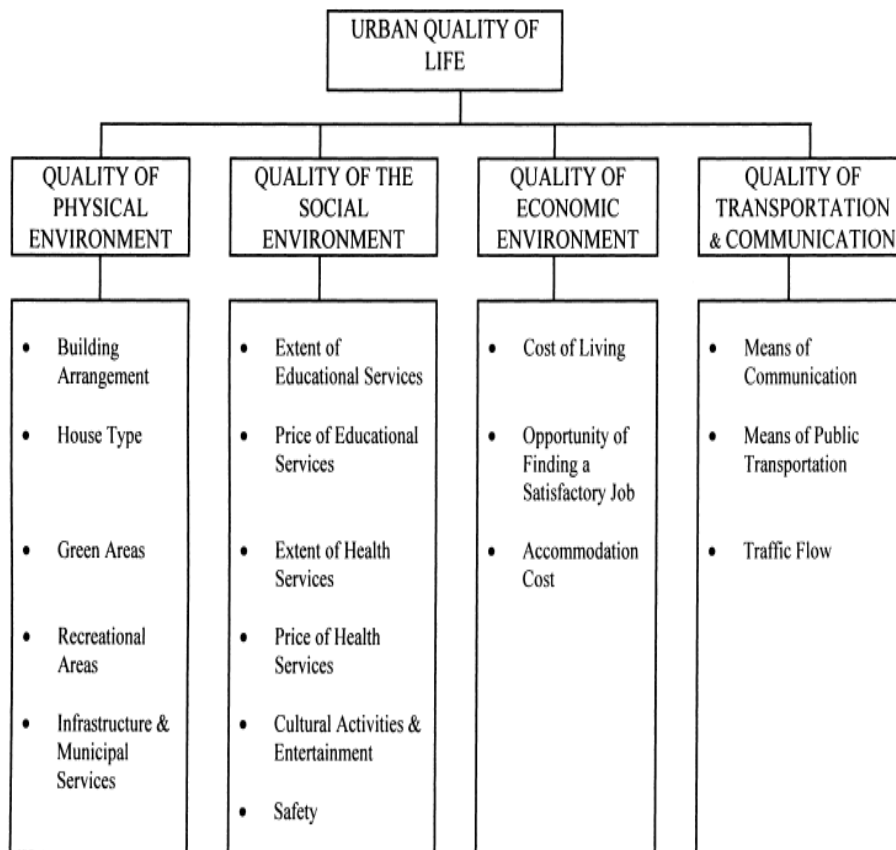 URBAN QUALITY OF
LIFE
QUALITY OF
PHYSICAL
ENVIRONMENT
QUALITY OF THE
SOCIAL
ENVIRONMENT
QUALITY OF
ECONOMIC
ENVIRONMENT
QUALITY OF
TRANSPORTATION
& COMMUNICATION
• Building
Arrangement
• House Type
• Green Areas
• Recreational
Areas
• Infrastructure &
Municipal
Services
• Extent of
Educational Services
• Price of Educational
Services
• Extent of Health
Services
• Price of Health
Services
• Cultural Activities &
Entertainment
• Safety
• Cost of Living
• Opportunity of
Finding a
Satisfactory Job
• Accommodation
Cost
• Means of
Communication
• Means of Public
Transportation
• Traffic Flow